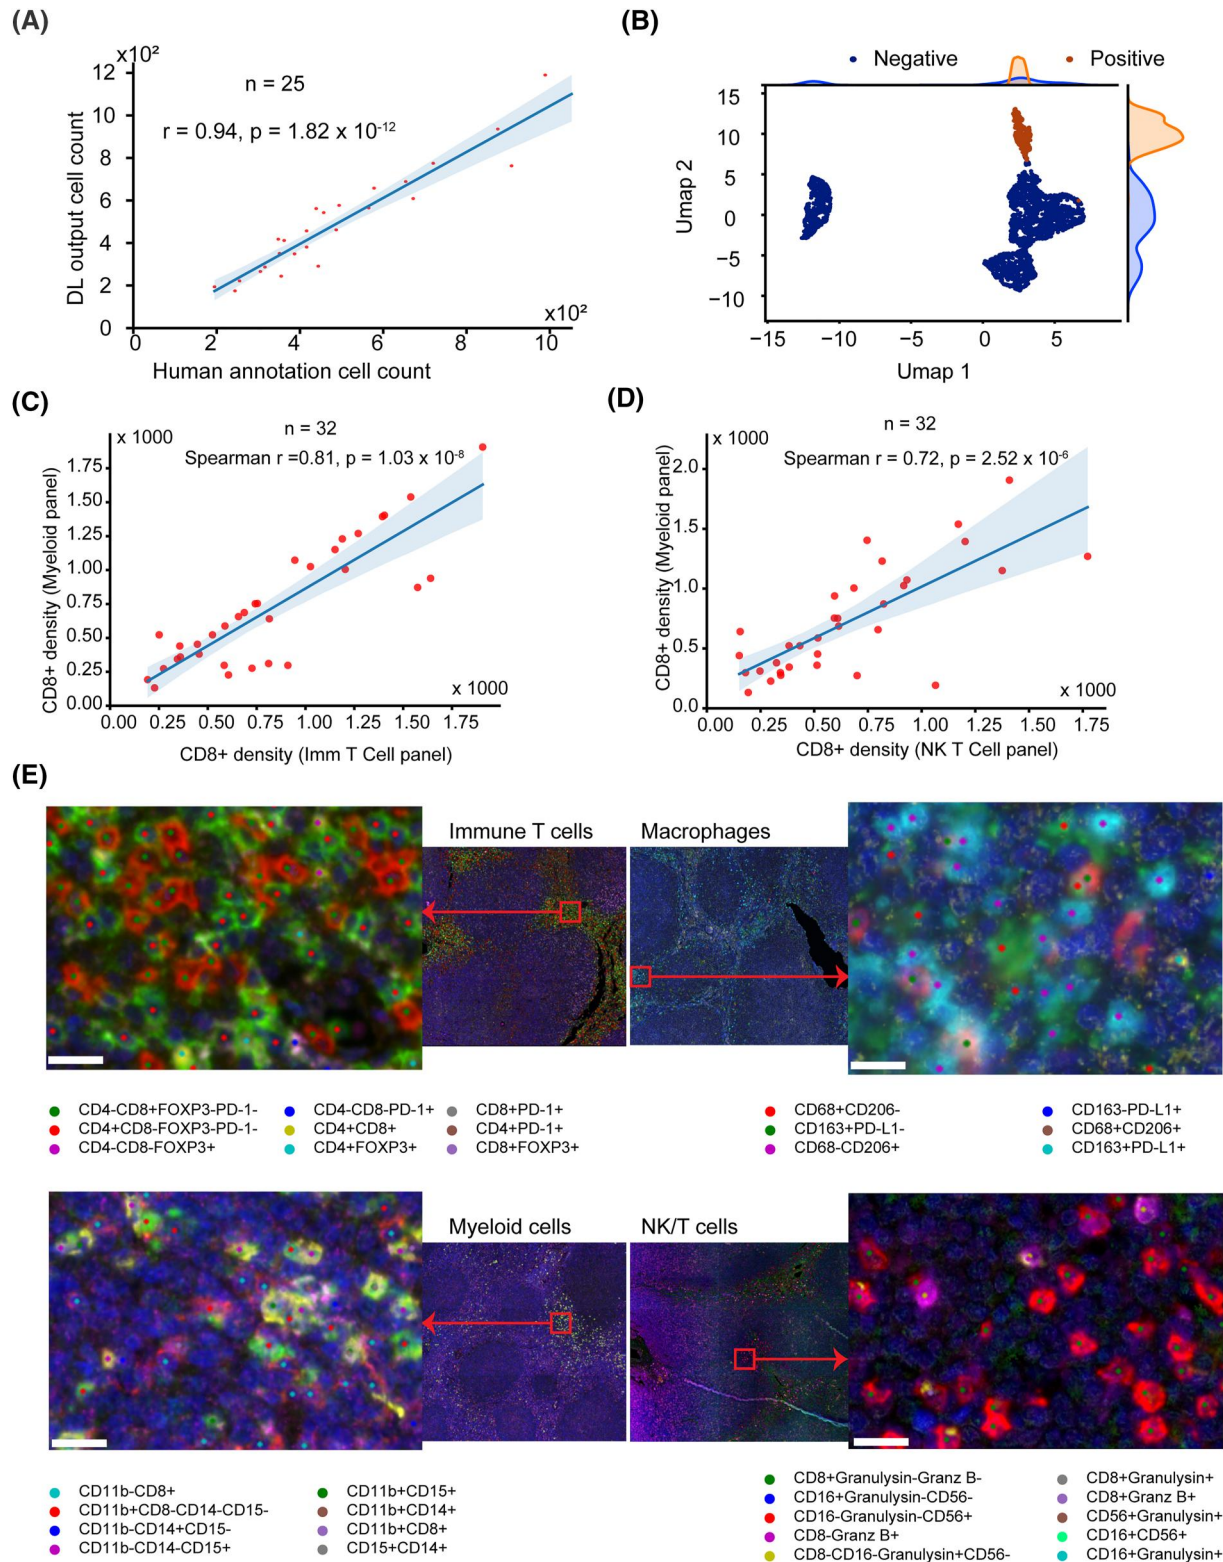 (A)
x10²
12
10
8
6
4
2
0
n = 25
r = 0.94, p = 1.82 x 10⁻¹²
DL output cell count
0
2
4
6
8
10
x10²
Human annotation cell count
(B)
Negative
Positive
15
10
5
0
−5
−10
Umap 2
−15
−10
−5
0
5
Umap 1
(C)
x 1000
n = 32
Spearman r =0.81, p = 1.03 x 10⁻⁸
1.75
1.50
1.25
1.00
0.75
0.50
0.25
0.00
CD8+ density (Myeloid panel)
x 1000
0.00
0.25
0.50
0.75
1.00
1.25
1.50
1.75
CD8+ density (Imm T Cell panel)
(D)
x 1000
n = 32
Spearman r = 0.72, p = 2.52 x 10⁻⁶
2.0
1.5
1.0
0.5
0.0
CD8+ density (Myeloid panel)
x 1000
0.00
0.25
0.50
0.75
1.00
1.25
1.50
1.75
CD8+ density (NK T Cell panel)
(E)
Immune T cells
Macrophages
CD4-CD8+FOXP3-PD-1-
CD4+CD8-FOXP3-PD-1-
CD4-CD8-FOXP3+
CD4-CD8-PD-1+
CD4+CD8+
CD4+FOXP3+
CD8+PD-1+
CD4+PD-1+
CD8+FOXP3+
CD68+CD206-
CD163+PD-L1-
CD68-CD206+
CD163-PD-L1+
CD68+CD206+
CD163+PD-L1+
Myeloid cells
NK/T cells
CD11b-CD8+
CD11b+CD8-CD14-CD15-
CD11b-CD14+CD15-
CD11b-CD14-CD15+
CD11b+CD15+
CD11b+CD14+
CD11b+CD8+
CD15+CD14+
CD8+Granulysin-Granz B-
CD16+Granulysin-CD56-
CD16-Granulysin-CD56+
CD8-Granz B+
CD8-CD16-Granulysin+CD56-
CD8+Granulysin+
CD8+Granz B+
CD56+Granulysin+
CD16+CD56+
CD16+Granulysin+